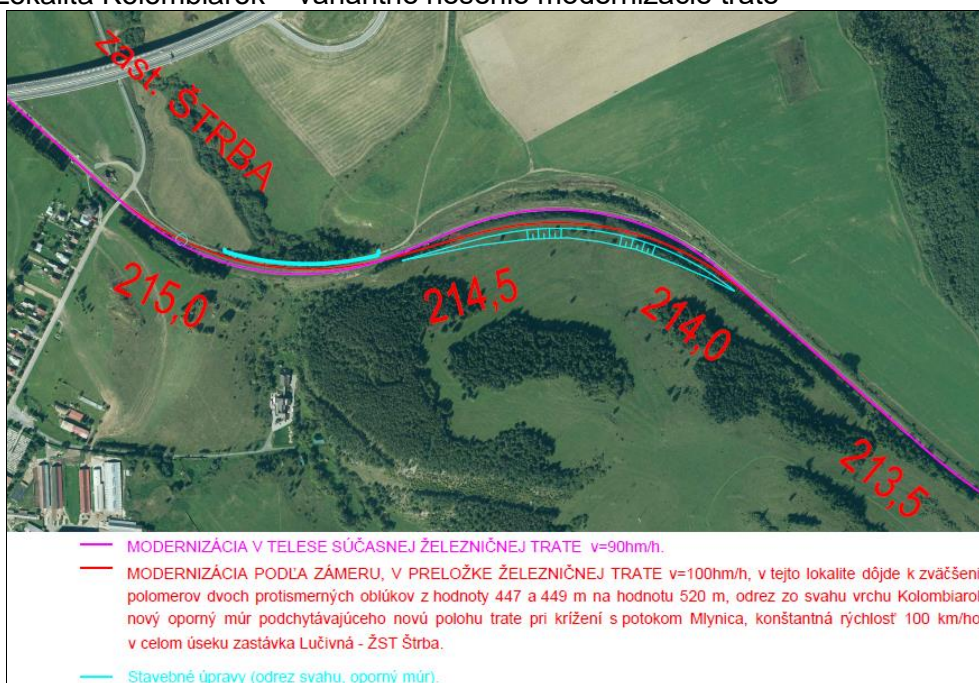 Lokalita Kolombiarok – variantné riešenie modernizácie trate
zast. ŠTRBA
215,0
214,5
214,0
213,5
MODERNIZÁCIA V TELESE SÚČASNEJ ŽELEZNIČNEJ TRATE v=90hm/h.
MODERNIZÁCIA PODĽA ZÁMERU, V PRELOŽKE ŽELEZNIČNEJ TRATE v=100hm/h, v tejto lokalite dôjde k zväčšeni
polomerov dvoch protismerných oblúkov z hodnoty 447 a 449 m na hodnotu 520 m, odrez zo svahu vrchu Kolombiarok
nový oporný múr podchytávajúceho novú polohu trate pri krížení s potokom Mlynica, konštantná rýchlosť 100 km/ho
v celom úseku zastávka Lučivná - ŽST Štrba.
Stavebné úpravy (odrez svahu, oporný múr).